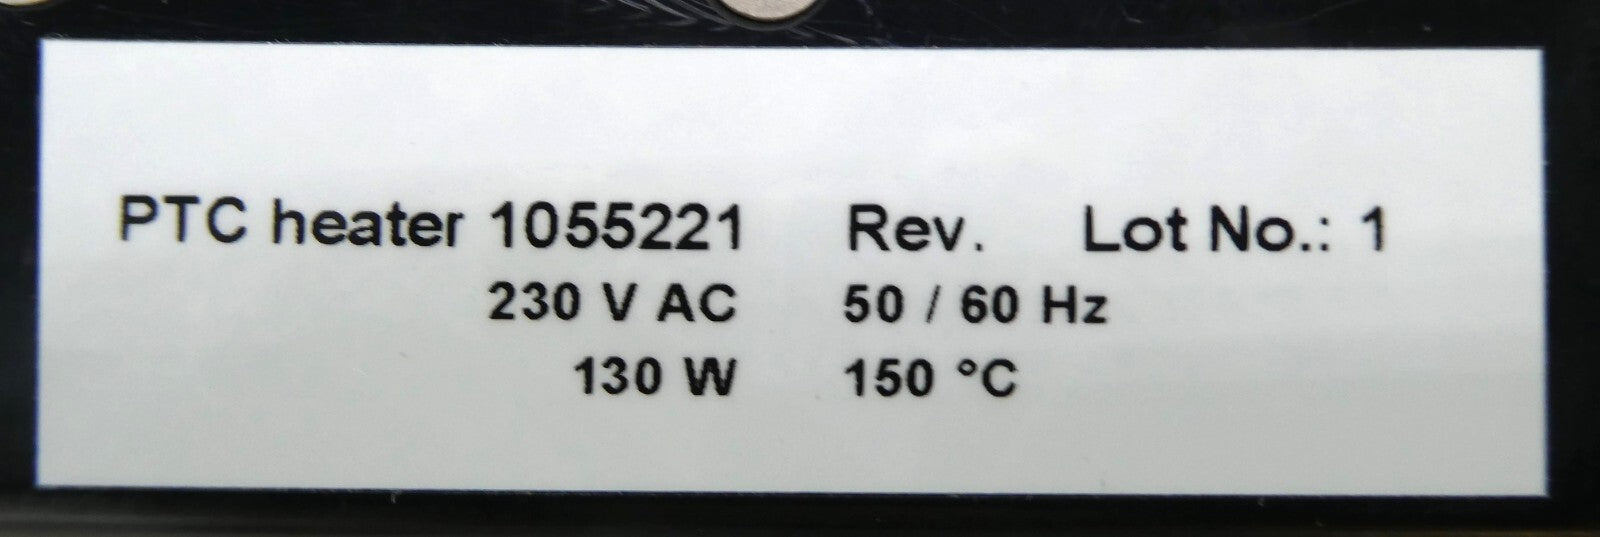 PTC heater 1055221 Rev. Lot No.: 1
230 V AC 50 / 60 Hz
130 W 150 °C